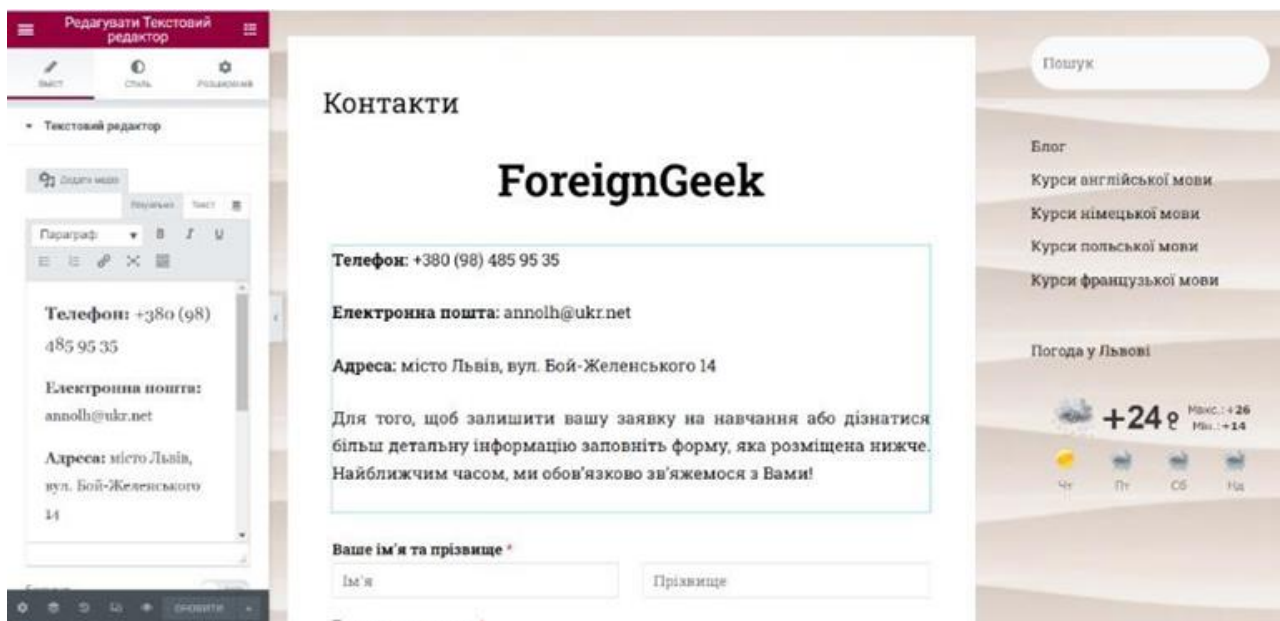 Редагувати Текстовий
редактор
Вміст
Стиль
Розширений
Текстовий редактор
Додати медіа
Візуально
Текст
Параграф
B I U
Телефон: +380 (98)
485 95 35
Електронна пошта:
annolh@ukr.net
Адреса: місто Львів,
вул. Бой-Желенського
14
ОНОВИТИ
Контакти
ForeignGeek
Телефон: +380 (98) 485 95 35
Електронна пошта: annolh@ukr.net
Адреса: місто Львів, вул. Бой-Желенського 14
Для того, щоб залишити вашу заявку на навчання або дізнатися
більш детальну інформацію заповніть форму, яка розміщена нижче.
Найближчим часом, ми обов'язково зв'яжемося з Вами!
Ваше ім'я та прізвище *
Ім'я
Прізвище
Пошук
Блог
Курси англійської мови
Курси німецької мови
Курси польської мови
Курси французької мови
Погода у Львові
+24
Макс.: +26
Мін.: +14
Чт
Пт
Сб
Нд